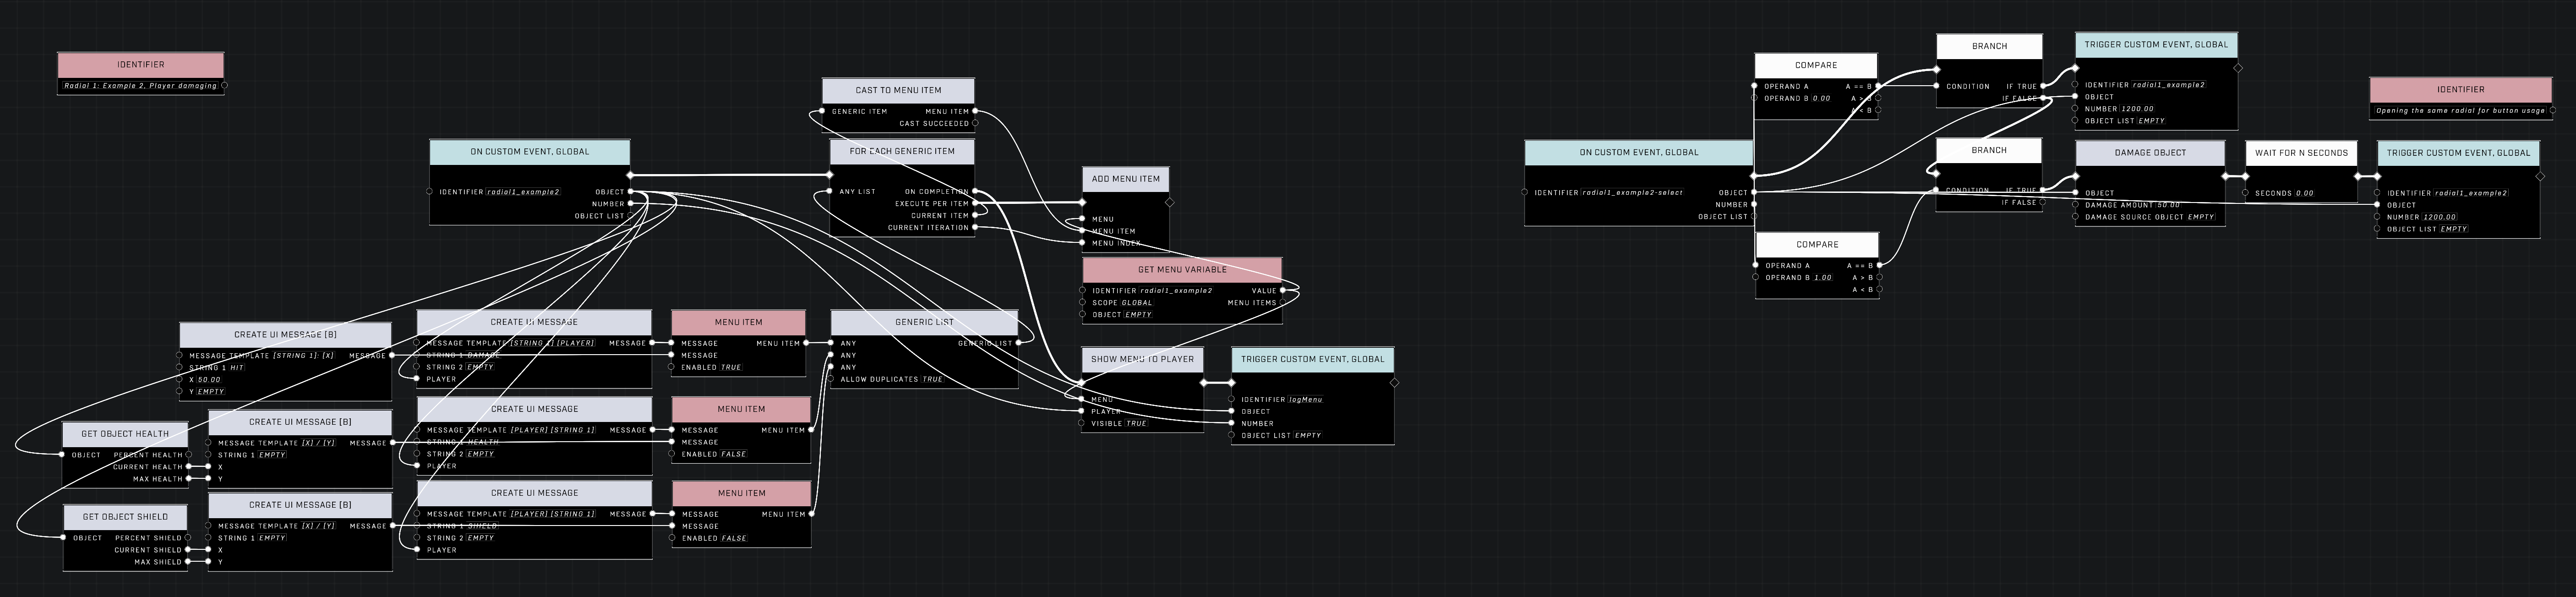 IDENTIFIER
Radial 1: Example 2, Player damaging
ON CUSTOM EVENT, GLOBAL
IDENTIFIER radial1_example2
OBJECT
NUMBER
OBJECT LIST
CAST TO MENU ITEM
GENERIC ITEM MENU ITEM
CAST SUCCEEDED
FOR EACH GENERIC ITEM
ANY LIST ON COMPLETION
EXECUTE PER ITEM
CURRENT ITEM
CURRENT ITERATION
ADD MENU ITEM
MENU
MENU ITEM
MENU INDEX
GET MENU VARIABLE
IDENTIFIER radial1_example2 VALUE
SCOPE GLOBAL MENU ITEMS
OBJECT EMPTY
CREATE UI MESSAGE [B]
MESSAGE TEMPLATE [STRING 1]: [X] MESSAGE
STRING 1 HIT
X 50.00
Y EMPTY
CREATE UI MESSAGE
MESSAGE TEMPLATE [STRING 1] [PLAYER] MESSAGE
STRING 1 DAMAGE
STRING 2 EMPTY
PLAYER
MENU ITEM
MESSAGE MENU ITEM
MESSAGE
ENABLED TRUE
GENERIC LIST
ANY GENERIC LIST
ANY
ANY
ALLOW DUPLICATES TRUE
SHOW MENU TO PLAYER
MENU
PLAYER
VISIBLE TRUE
TRIGGER CUSTOM EVENT, GLOBAL
IDENTIFIER logMenu
OBJECT
NUMBER
OBJECT LIST EMPTY
GET OBJECT HEALTH
OBJECT PERCENT HEALTH
CURRENT HEALTH
MAX HEALTH
CREATE UI MESSAGE [B]
MESSAGE TEMPLATE [X] / [Y] MESSAGE
STRING 1 EMPTY
X
Y
CREATE UI MESSAGE
MESSAGE TEMPLATE [PLAYER] [STRING 1] MESSAGE
STRING 1 HEALTH
STRING 2 EMPTY
PLAYER
MENU ITEM
MESSAGE MENU ITEM
MESSAGE
ENABLED FALSE
GET OBJECT SHIELD
OBJECT PERCENT SHIELD
CURRENT SHIELD
MAX SHIELD
CREATE UI MESSAGE [B]
MESSAGE TEMPLATE [X] / [Y] MESSAGE
STRING 1 EMPTY
X
Y
CREATE UI MESSAGE
MESSAGE TEMPLATE [PLAYER] [STRING 1] MESSAGE
STRING 1 SHIELD
STRING 2 EMPTY
PLAYER
MENU ITEM
MESSAGE MENU ITEM
MESSAGE
ENABLED FALSE
ON CUSTOM EVENT, GLOBAL
IDENTIFIER radial1_example2-select
OBJECT
NUMBER
OBJECT LIST
COMPARE
OPERAND A A == B
OPERAND B 0.00 A > B
A < B
BRANCH
CONDITION IF TRUE
IF FALSE
TRIGGER CUSTOM EVENT, GLOBAL
IDENTIFIER radial1_example2
OBJECT
NUMBER 1200.00
OBJECT LIST EMPTY
COMPARE
OPERAND A A == B
OPERAND B 1.00 A > B
A < B
BRANCH
CONDITION IF TRUE
IF FALSE
DAMAGE OBJECT
OBJECT
DAMAGE AMOUNT 50.00
DAMAGE SOURCE OBJECT EMPTY
WAIT FOR N SECONDS
SECONDS 0.00
IDENTIFIER
Opening the same radial for button usage
TRIGGER CUSTOM EVENT, GLOBAL
IDENTIFIER radial1_example2
OBJECT
NUMBER 1200.00
OBJECT LIST EMPTY